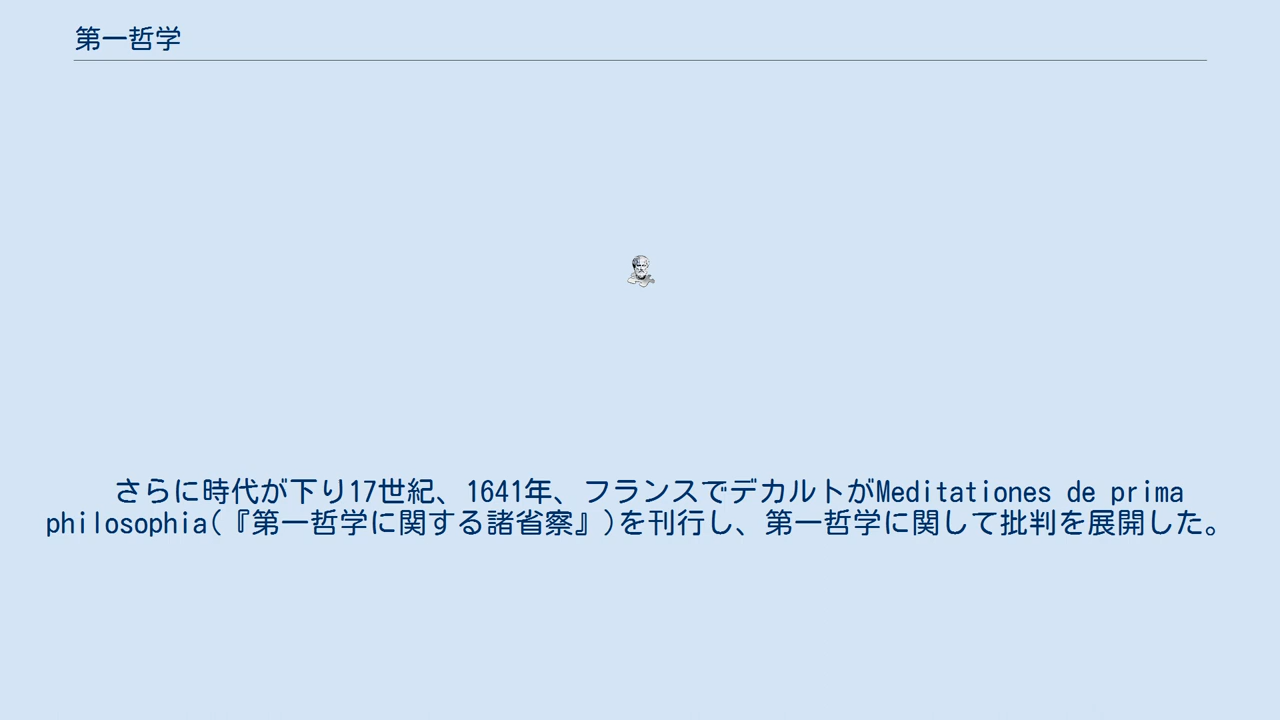 第一哲学
さらに時代が下り17世紀、1641年、フランスでデカルトがMeditationes de prima
philosophia(『第一哲学に関する諸省察』)を刊行し、第一哲学に関して批判を展開した。